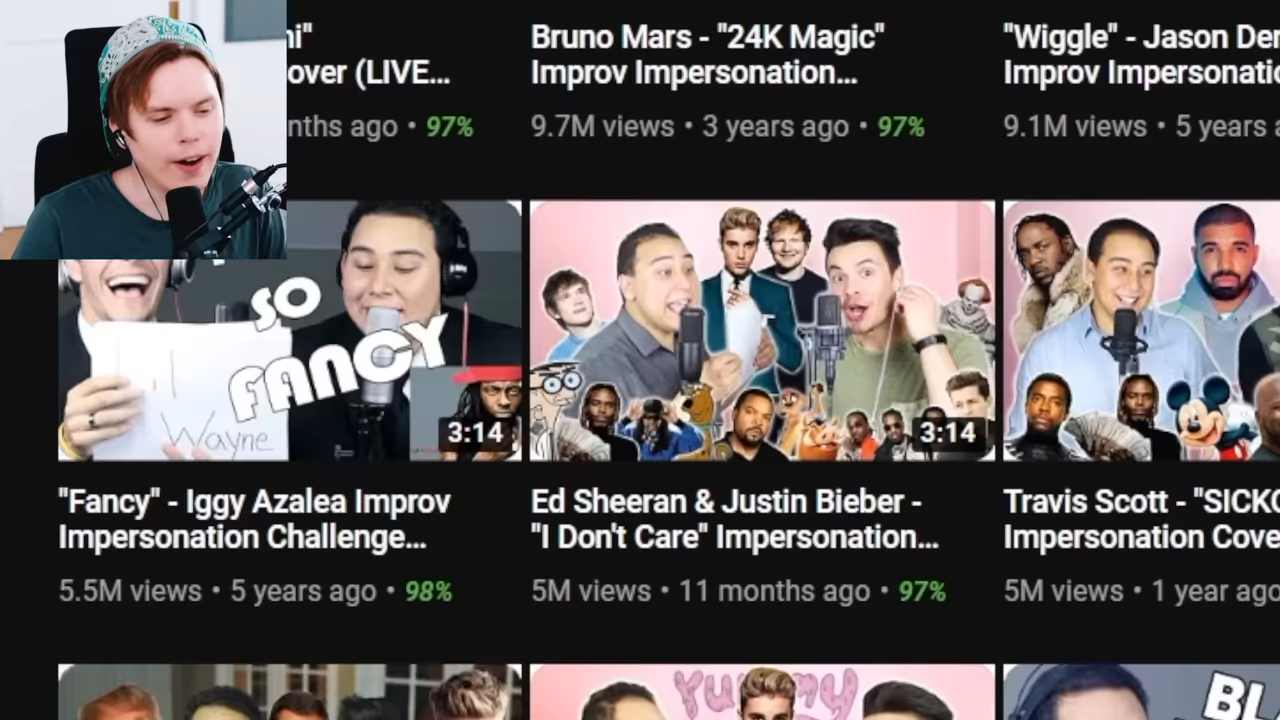 ni"
over (LIVE...
nths ago • 97%
Bruno Mars - "24K Magic"
Improv Impersonation...
9.7M views • 3 years ago • 97%
"Wiggle" - Jason Der
Improv Impersonatio
9.1M views • 5 years a
SO
FANCY
Wayne
3:14
3:14
"Fancy" - Iggy Azalea Improv
Impersonation Challenge...
5.5M views • 5 years ago • 98%
Ed Sheeran & Justin Bieber -
"I Don't Care" Impersonation...
5M views • 11 months ago • 97%
Travis Scott - "SICKO
Impersonation Cove
5M views • 1 year ago
Yummy
BL